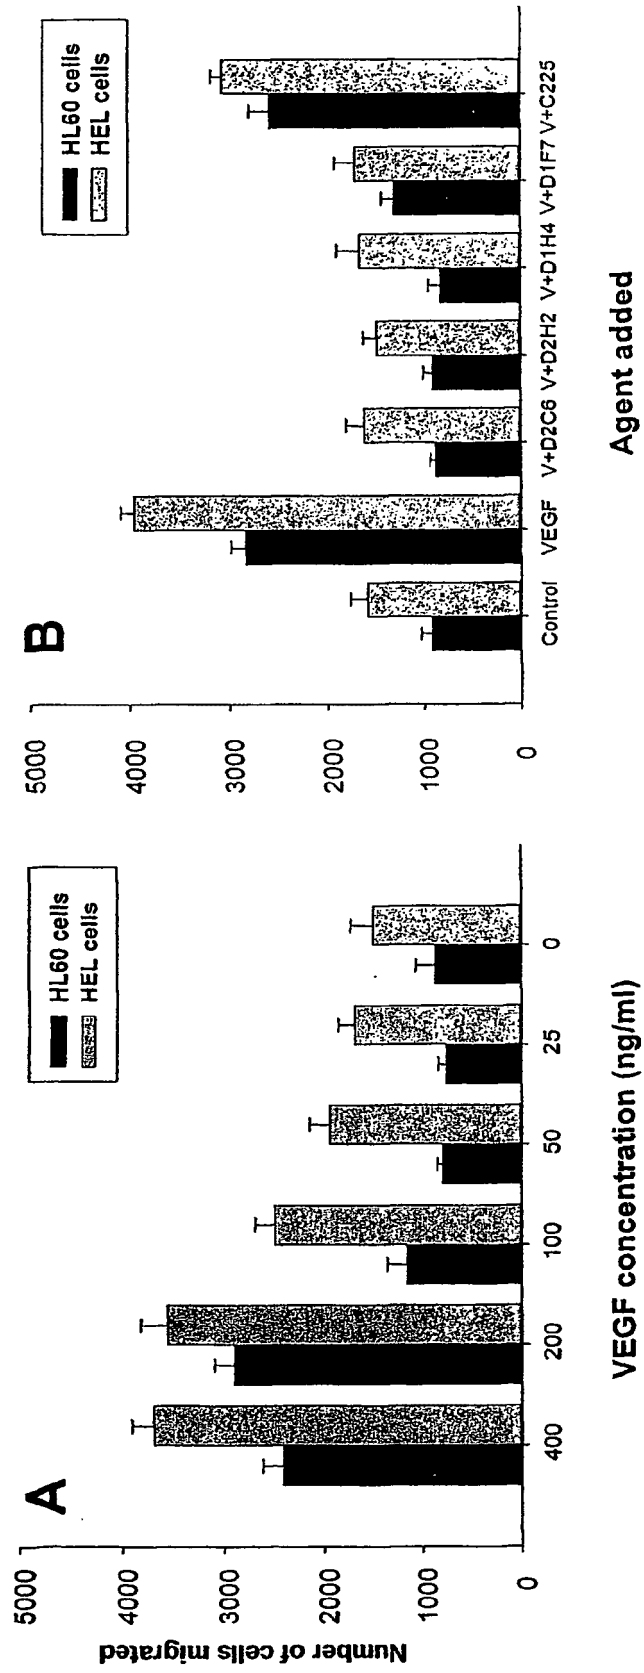 A
HL60 cells
HEL cells
Number of cells migrated
5000
4000
3000
2000
1000
0
400
200
100
50
25
0
VEGF concentration (ng/ml)
B
HL60 cells
HEL cells
5000
4000
3000
2000
1000
0
Control
VEGF
V+D2C6
V+D2H2
V+D1H4
V+D1F7
V+C225
Agent added